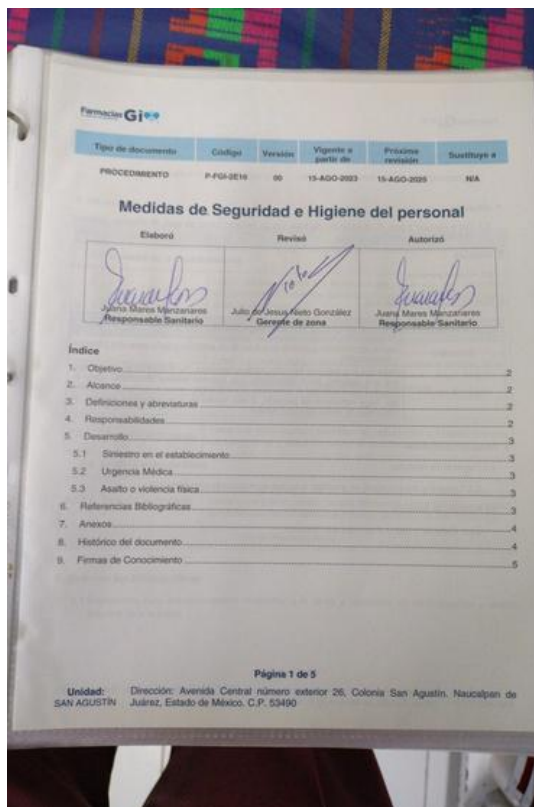 Farmacias Gi
Tipo de documento Código Versión Vigente a partir de Próxima revisión Sustituye a
PROCEDIMIENTO P-FGI-SE10 00 15-AGO-2023 15-AGO-2025 N/A
Medidas de Seguridad e Higiene del personal
Elaboró Revisó Autorizó
Juana Mares Manzanares Julio de Jesus Nieto González Juana Mares Manzanares
Responsable Sanitario Gerente de zona Responsable Sanitario
Índice
1. Objetivo 2
2. Alcance 2
3. Definiciones y abreviaturas 2
4. Responsabilidades 2
5. Desarrollo 3
5.1 Siniestro en el establecimiento 3
5.2 Urgencia Médica 3
5.3 Asalto o violencia física 3
6. Referencias Bibliográficas 3
7. Anexos 4
8. Histórico del documento 4
9. Firmas de Conocimiento 5
Página 1 de 5
Unidad: Dirección: Avenida Central número exterior 26, Colonia San Agustín. Naucalpan de
SAN AGUSTÍN Juárez, Estado de México. C.P. 53490